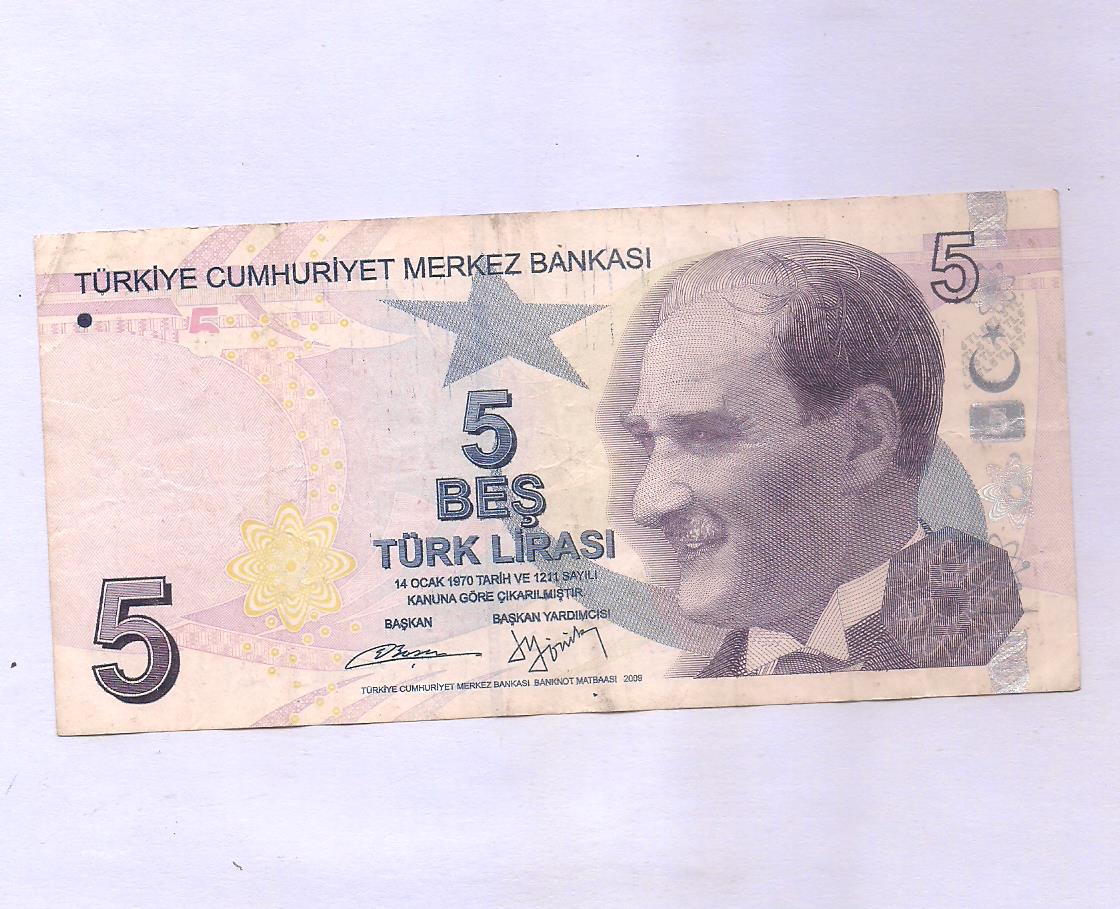 TÜRKİYE CUMHURİYET MERKEZ BANKASI
5
5
5
BEŞ
TÜRK LİRASI
14 OCAK 1970 TARİH VE 1211 SAYILI
KANUNA GÖRE ÇIKARILMIŞTIR
BAŞKAN BAŞKAN YARDIMCISI
5
TÜRKİYE CUMHURİYET MERKEZ BANKASI BANKNOT MATBAASI 2009